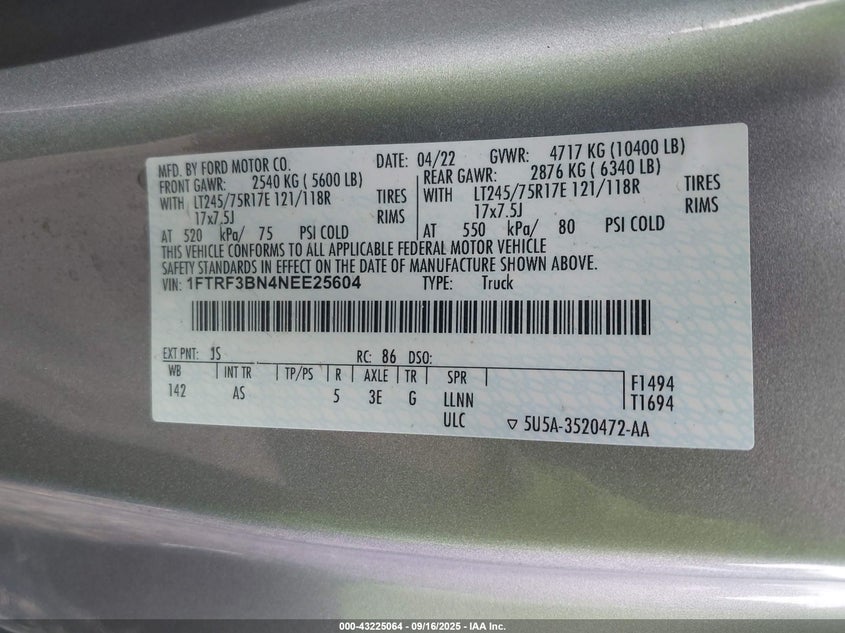 MFD. BY FORD MOTOR CO. DATE: 04/22 GVWR: 4717 KG (10400 LB)
FRONT GAWR: 2540 KG ( 5600 LB) REAR GAWR: 2876 KG ( 6340 LB)
WITH LT245/75R17E 121/118R TIRES WITH LT245/75R17E 121/118R TIRES
17x7.5J RIMS 17x7.5J RIMS
AT 520 kPa/ 75 PSI COLD AT 550 kPa/ 80 PSI COLD
THIS VEHICLE CONFORMS TO ALL APPLICABLE FEDERAL MOTOR VEHICLE
SAFETY STANDARDS IN EFFECT ON THE DATE OF MANUFACTURE SHOWN ABOVE.
VIN: 1FTRF3BN4NEE25604 TYPE: Truck
EXT PNT: JS RC: 86 DSO:
WB INT TR TP/PS R AXLE TR SPR F1494
142 AS 5 3E G LLNN T1694
ULC ▽ 5U5A-3520472-AA
000-43225064 - 09/16/2025 - IAA Inc.